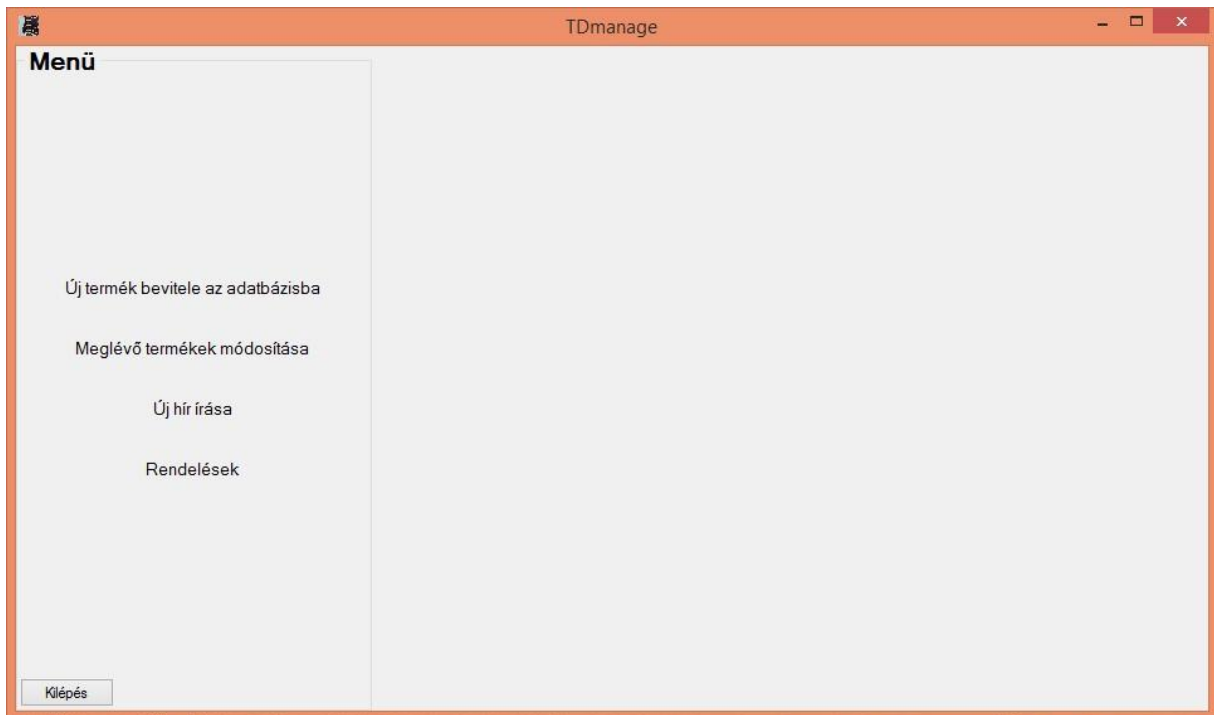 TDmanage
Menü
Új termék bevitele az adatbázisba
Meglévő termékek módosítása
Új hír írása
Rendelések
Kilépés